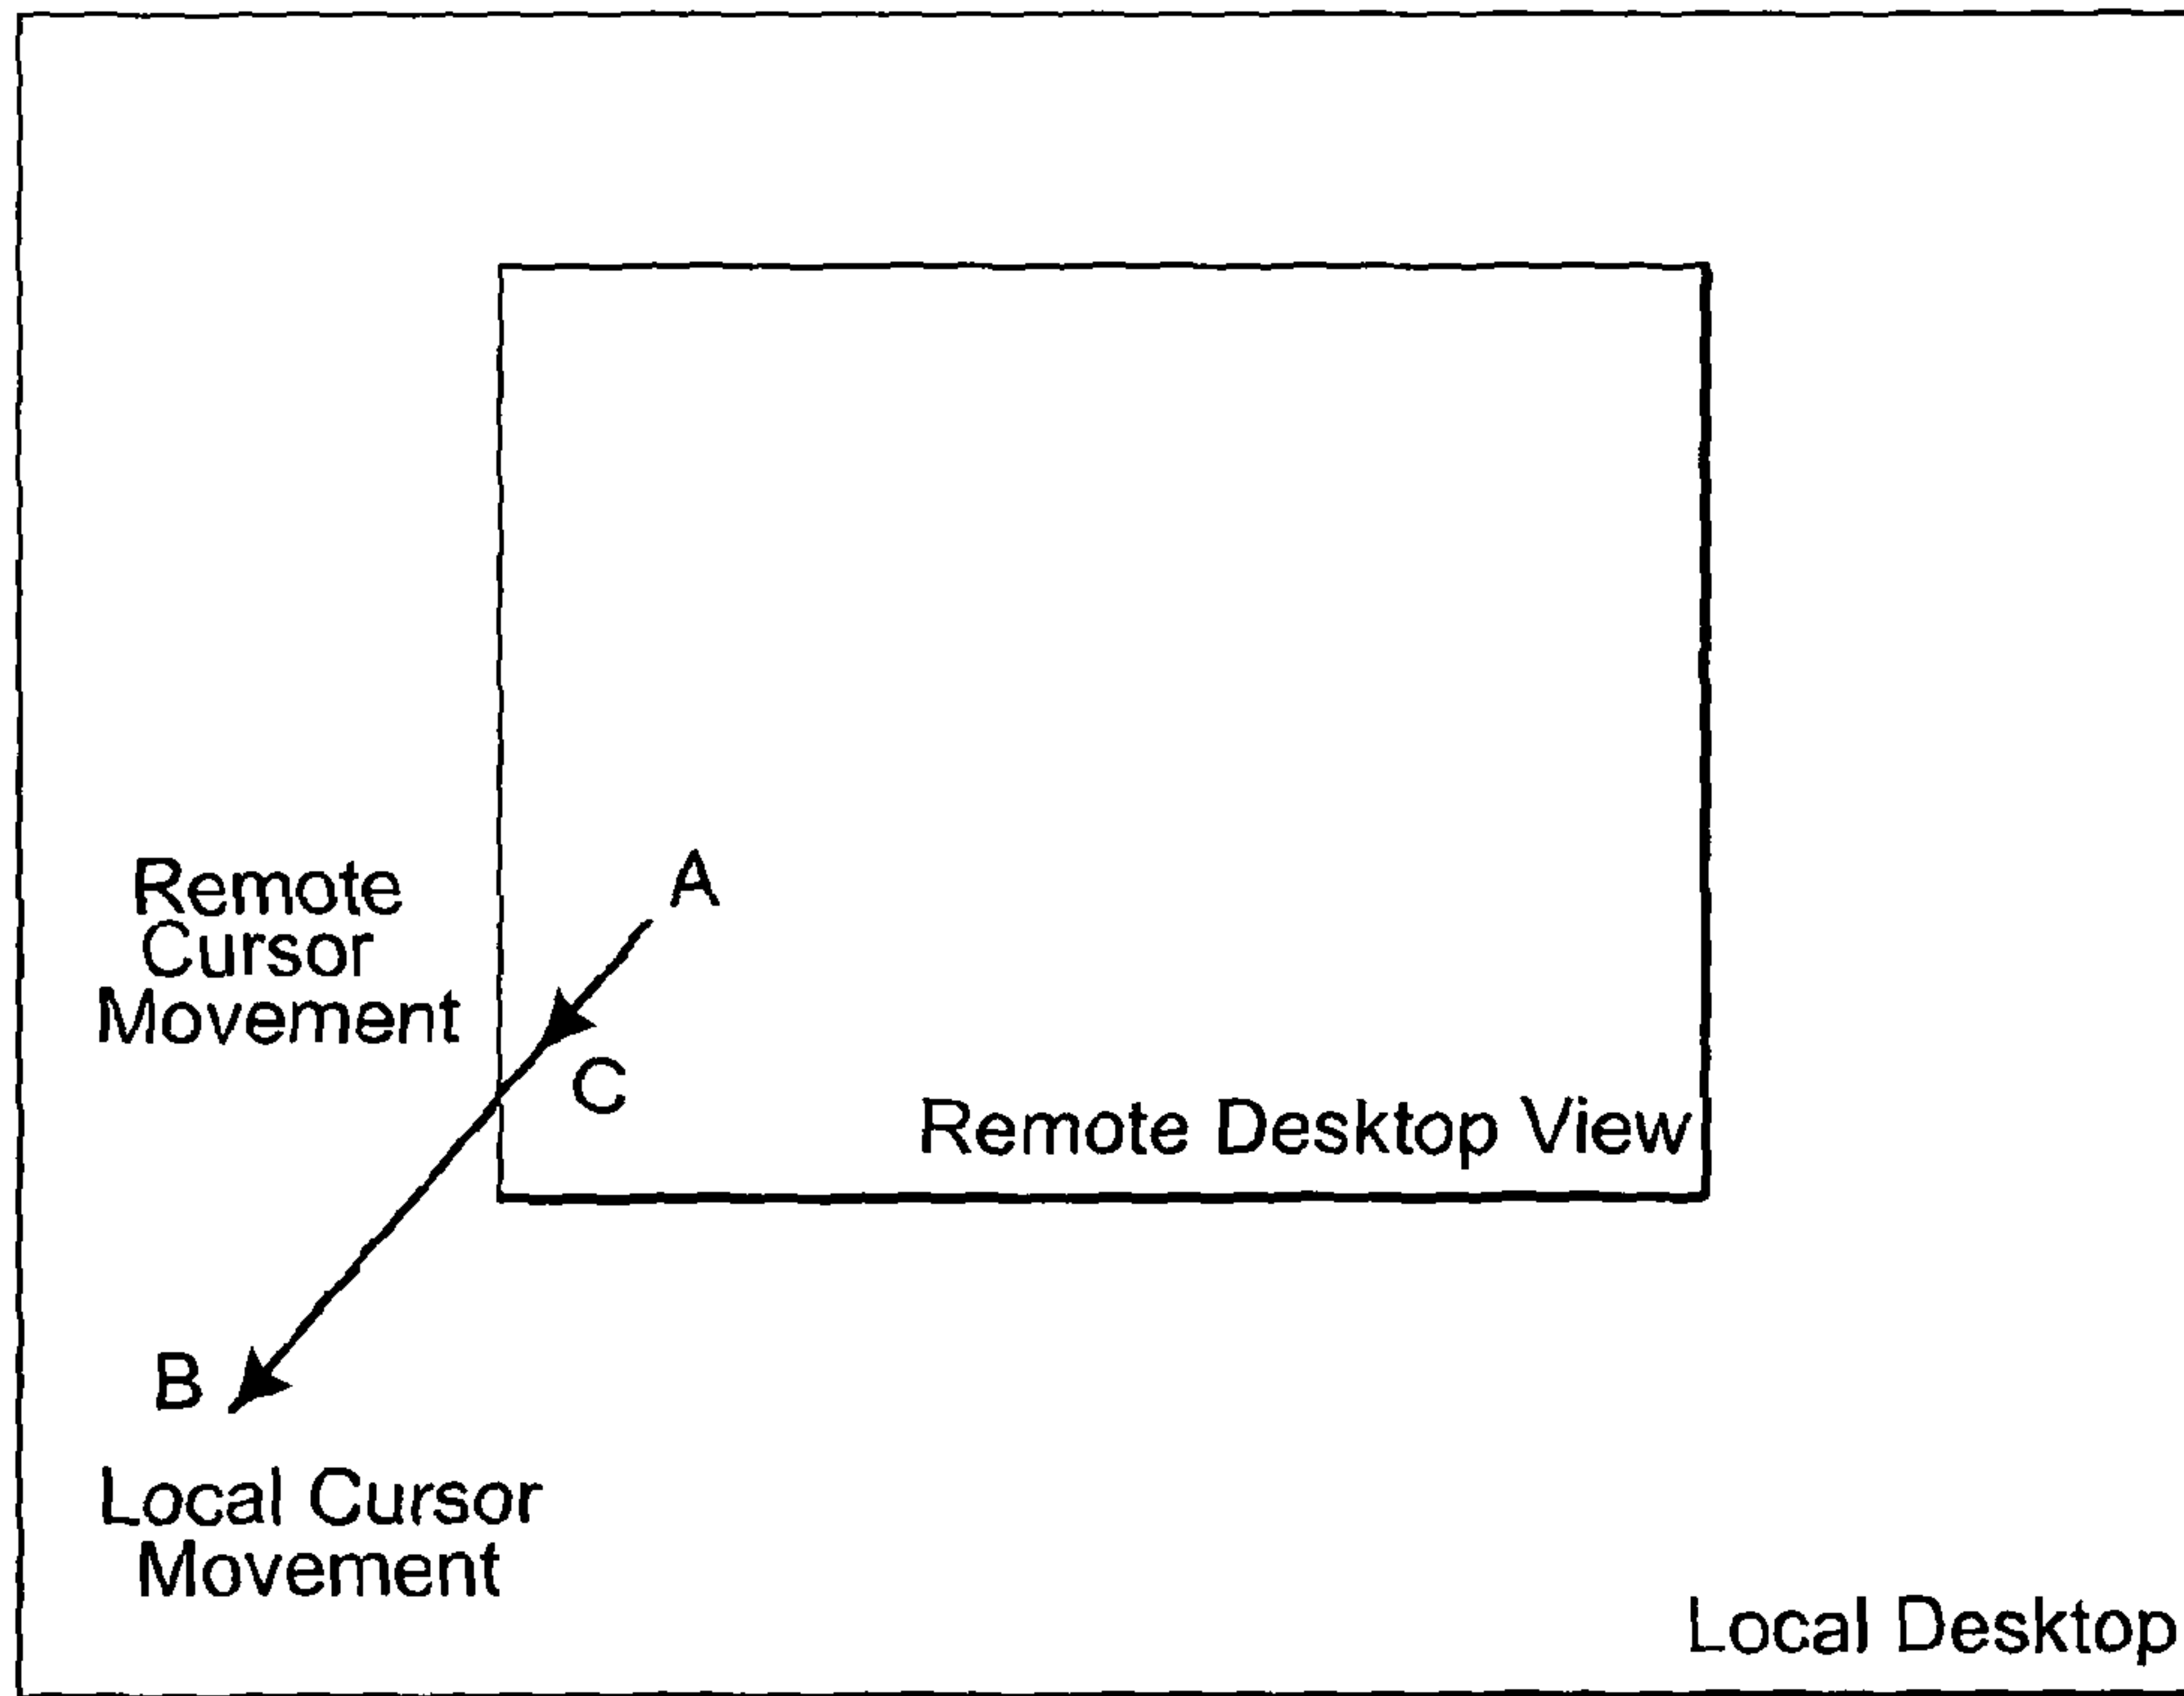 A
Remote
Cursor
Movement
C
Remote Desktop View
B
Local Cursor
Movement
Local Desktop